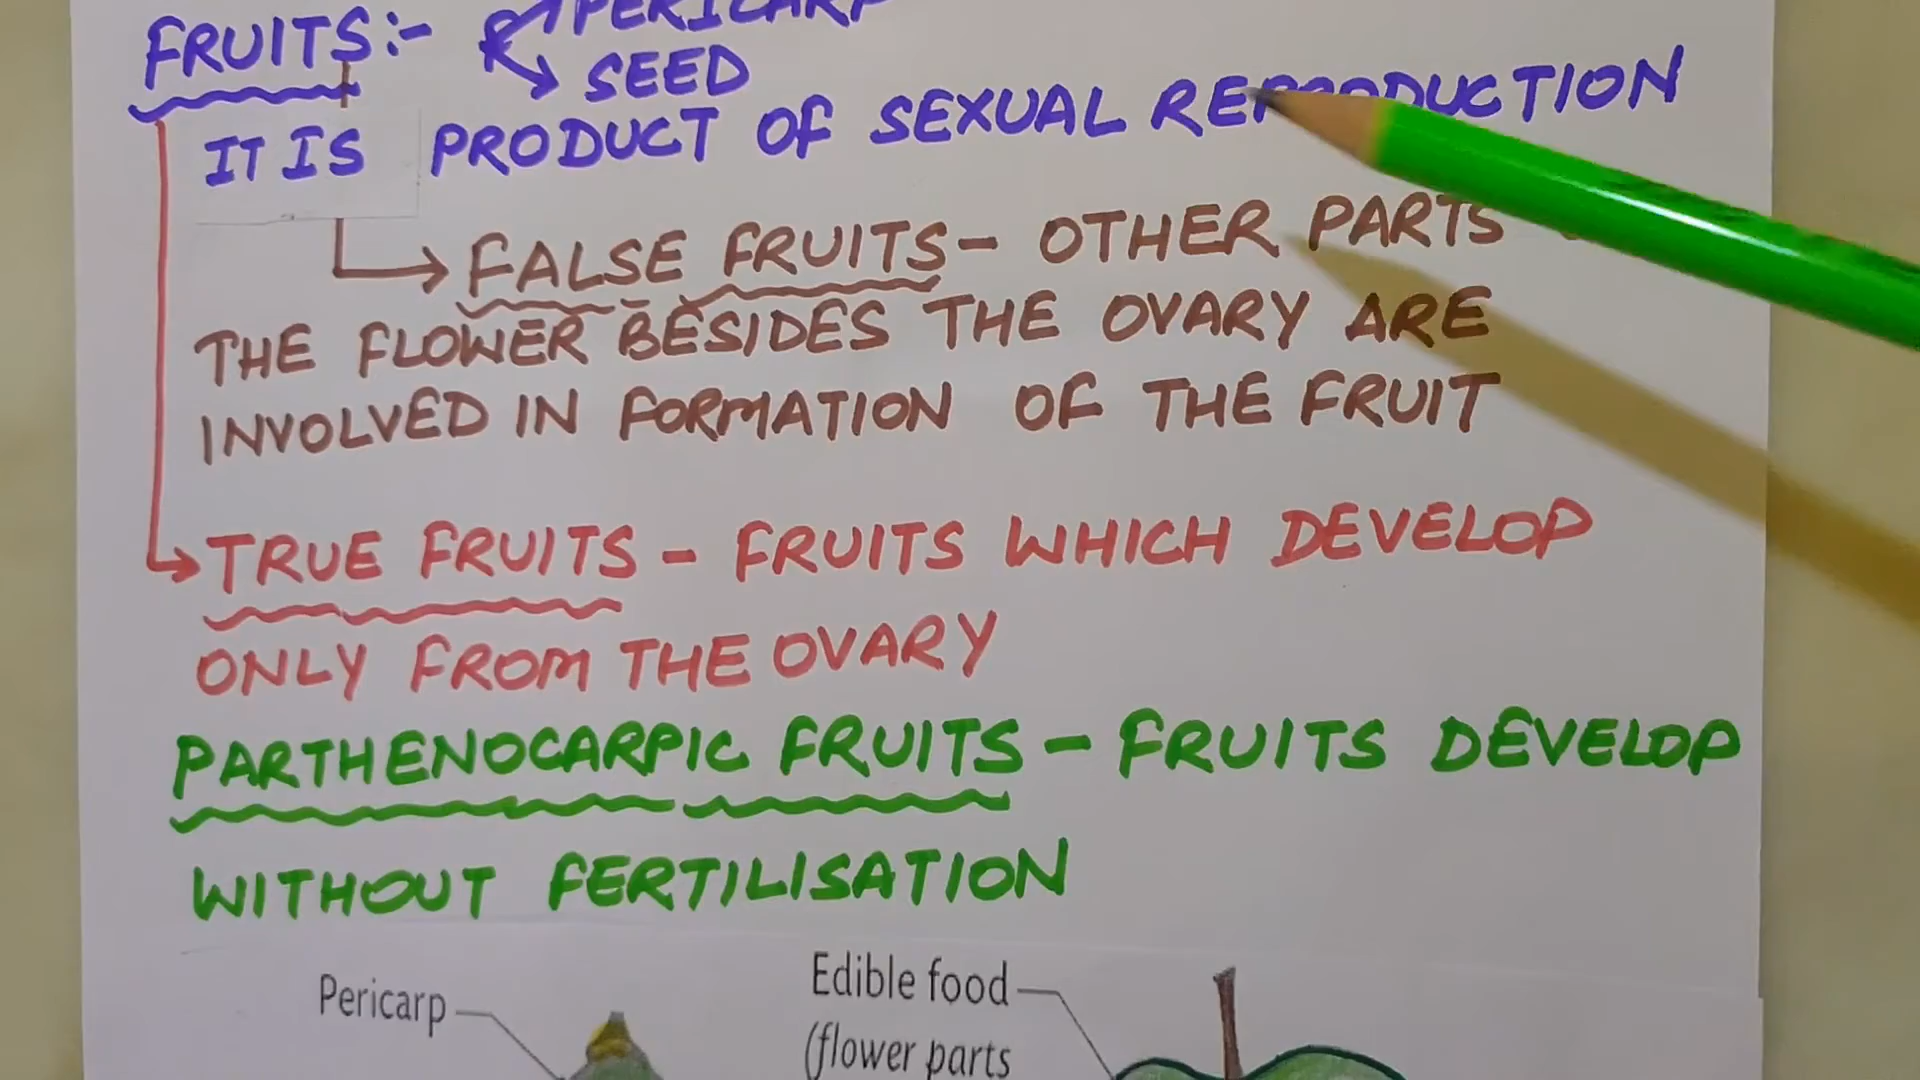 FRUITS:- PERICARP
SEED
IT IS PRODUCT OF SEXUAL REPRODUCTION
FALSE FRUITS - OTHER PARTS
THE FLOWER BESIDES THE OVARY ARE
INVOLVED IN FORMATION OF THE FRUIT
TRUE FRUITS - FRUITS WHICH DEVELOP
ONLY FROM THE OVARY
PARTHENOCARPIC FRUITS - FRUITS DEVELOP
WITHOUT FERTILISATION
Pericarp
Edible food
(flower parts